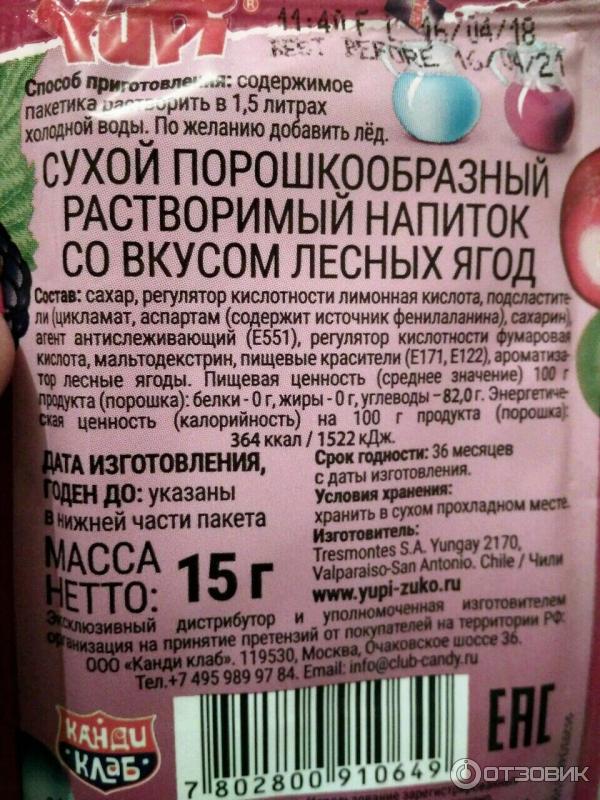 YUPI®
11:40 F C 16/04/18
BEST BEFORE 16/04/21
Способ приготовления: содержимое
пакетика растворить в 1,5 литрах
холодной воды. По желанию добавить лёд.
СУХОЙ ПОРОШКООБРАЗНЫЙ
РАСТВОРИМЫЙ НАПИТОК
СО ВКУСОМ ЛЕСНЫХ ЯГОД
Состав: сахар, регулятор кислотности лимонная кислота, подсластите-
ли (цикламат, аспартам (содержит источник фенилаланина), сахарин),
агент антислеживающий (E551), регулятор кислотности фумаровая
кислота, мальтодекстрин, пищевые красители (E171, E122), ароматиза-
тор лесные ягоды. Пищевая ценность (среднее значение) 100 г
продукта (порошка): белки - 0 г, жиры - 0 г, углеводы – 82,0 г. Энергетиче-
ская ценность (калорийность) на 100 г продукта (порошка):
364 ккал / 1522 кДж.
ДАТА ИЗГОТОВЛЕНИЯ,
ГОДЕН ДО: указаны
в нижней части пакета
Срок годности: 36 месяцев
с даты изготовления.
Условия хранения:
хранить в сухом прохладном месте.
Изготовитель:
Tresmontes S.A. Yungay 2170,
Valparaiso-San Antonio. Chile / Чили
www.yupi-zuko.ru
МАССА
НЕТТО: 15 г
Эксклюзивный дистрибутор и уполномоченная изготовителем
организация на принятие претензий от покупателей на территории РФ:
ООО «Канди клаб». 119530, Москва, Очаковское шоссе 36.
Тел.+7 495 989 97 84. Email: info@club-candy.ru
КАНДИ
КЛАБ
EAC
7 802800 910649
ОТЗОВИК